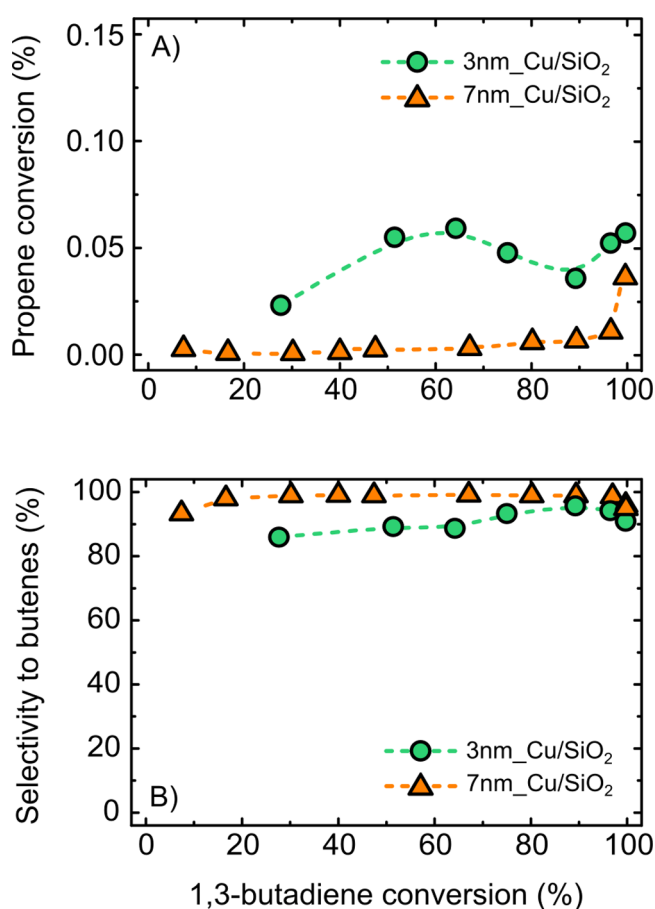 A)
3nm_Cu/SiO₂
7nm_Cu/SiO₂
Propene conversion (%)
0.15
0.10
0.05
0.00
0 20 40 60 80 100
Selectivity to butenes (%)
100
80
60
40
20
0
3nm_Cu/SiO₂
7nm_Cu/SiO₂
B)
0 20 40 60 80 100
1,3-butadiene conversion (%)